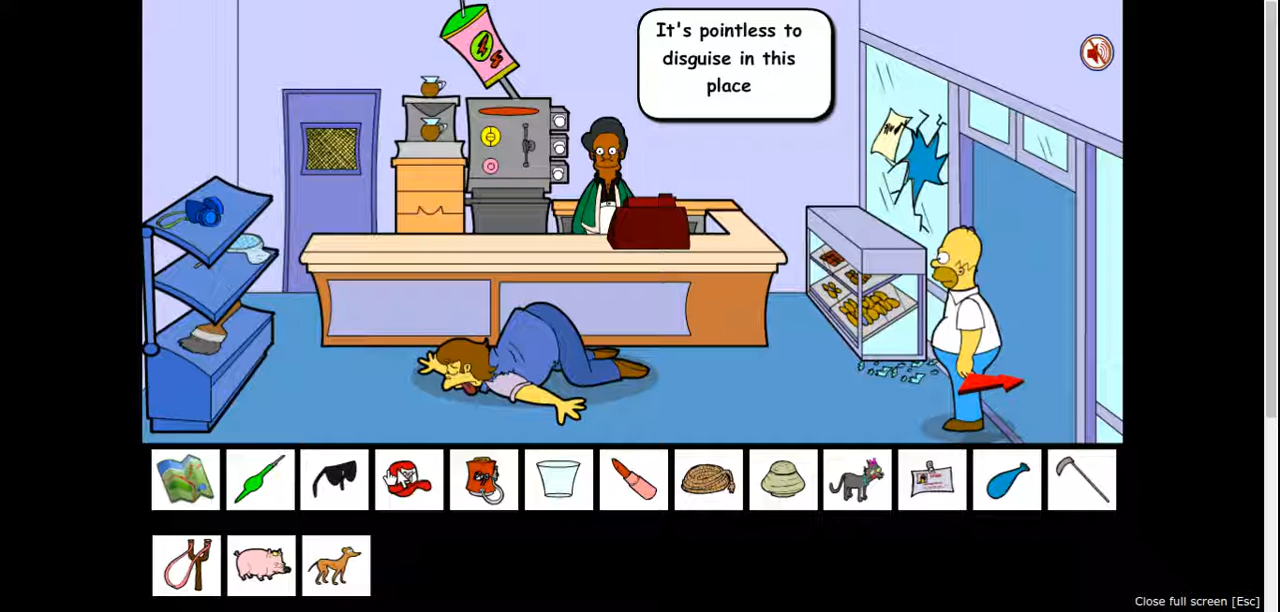 It's pointless to
disguise in this
place
Close full screen [Esc]